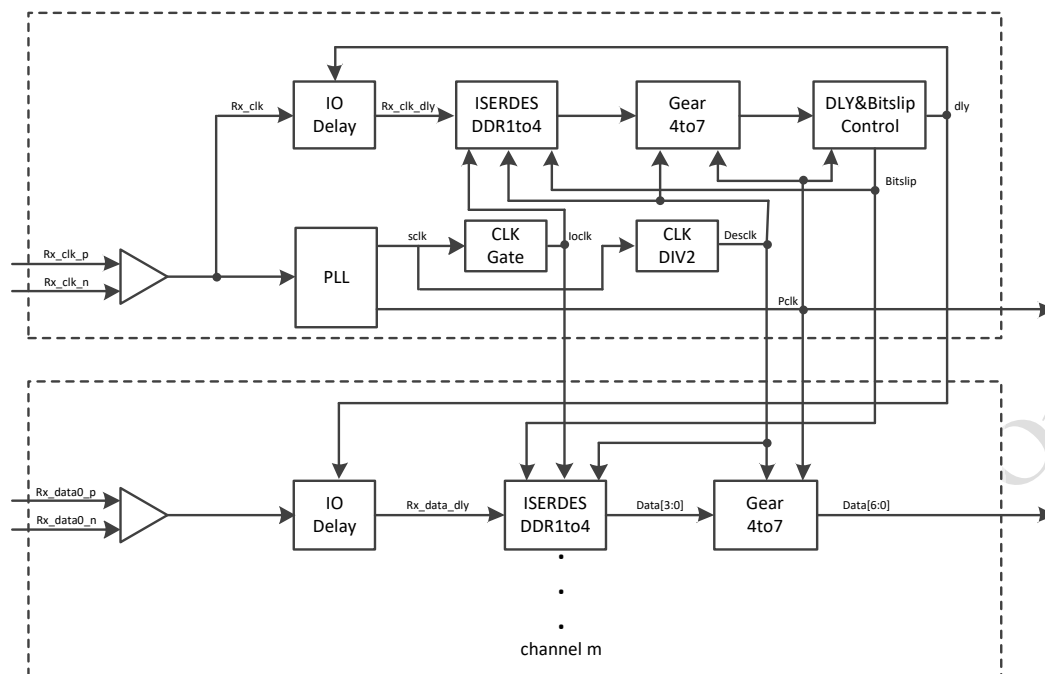 Rx_clk
IO
Delay
Rx_clk_dly
ISERDES
DDR1to4
Gear
4to7
DLY&Bitslip
Control
dly
Bitslip
Rx_clk_p
Rx_clk_n
PLL
sclk
CLK
Gate
Ioclk
CLK
DIV2
Desclk
Pclk
Rx_data0_p
Rx_data0_n
IO
Delay
Rx_data_dly
ISERDES
DDR1to4
Data[3:0]
Gear
4to7
Data[6:0]
channel m